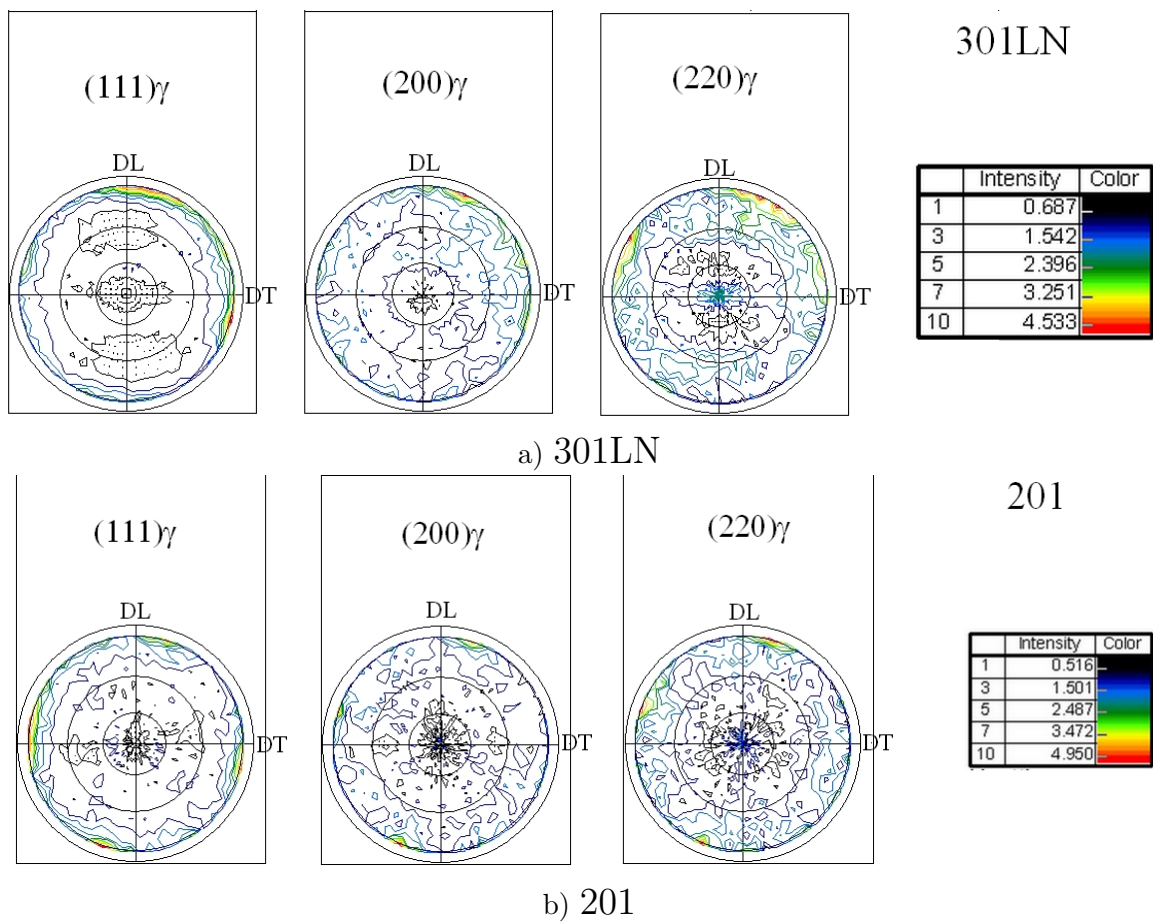 301LN
(111)γ
(200)γ
(220)γ
DL
DL
DL
DT
DT
DT
Intensity Color
1 0.687
3 1.542
5 2.396
7 3.251
10 4.533
a) 301LN
201
(111)γ
(200)γ
(220)γ
DL
DL
DL
DT
DT
DT
Intensity Color
1 0.516
3 1.501
5 2.487
7 3.472
10 4.950
b) 201